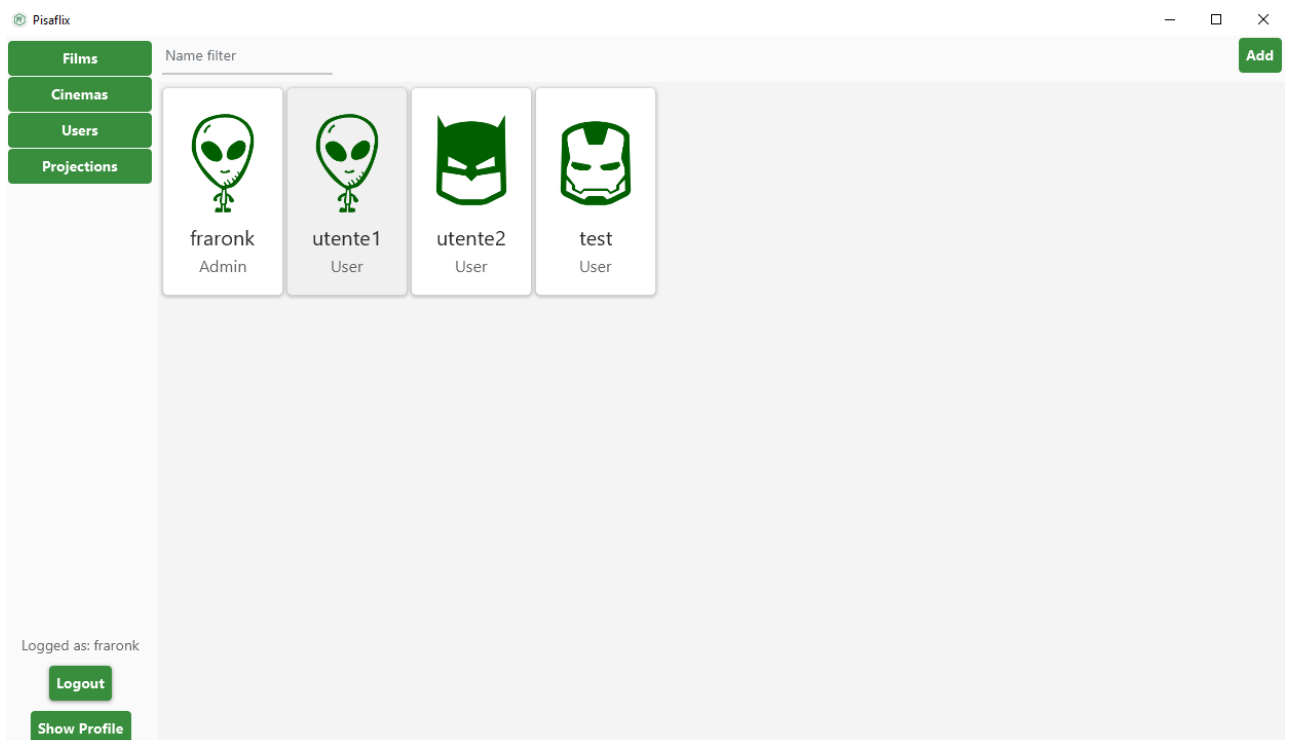 Pisaflix
Films
Cinemas
Users
Projections
Name filter
Add
fraronk
Admin
utente1
User
utente2
User
test
User
Logged as: fraronk
Logout
Show Profile